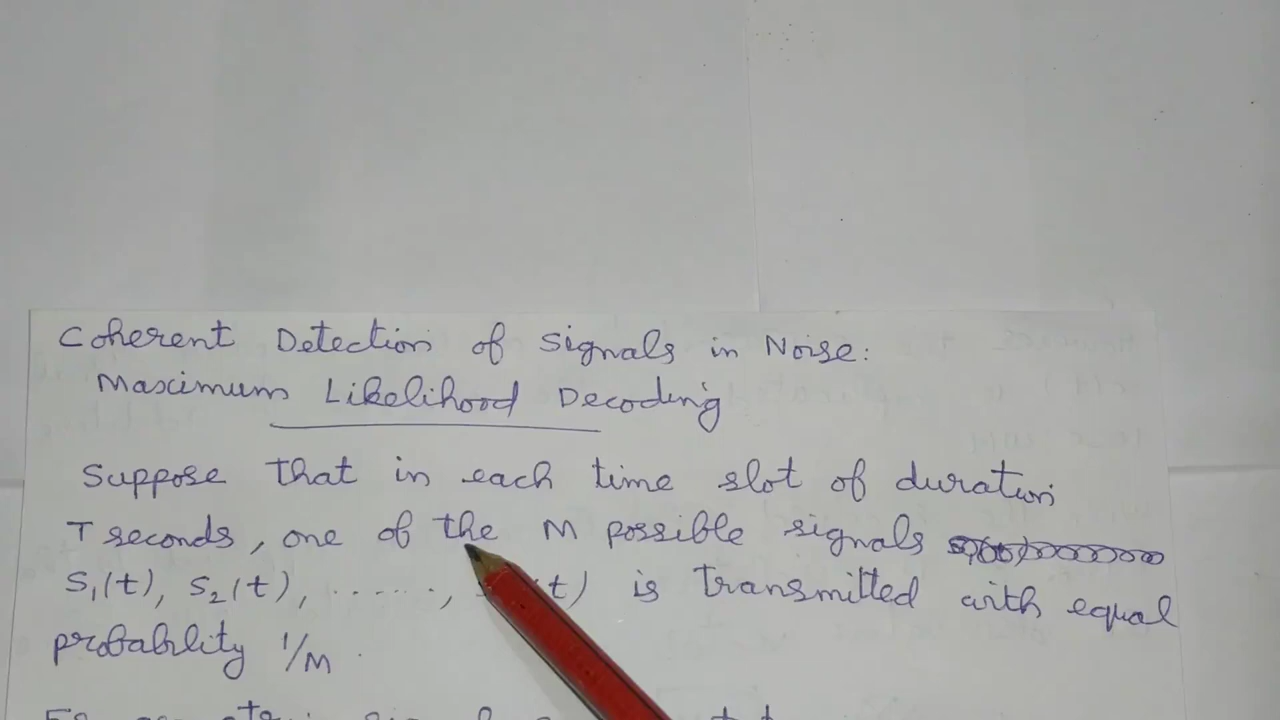 Coherent Detection of Signals in Noise:
Maximum Likelihood Decoding
Suppose that in each time slot of duration
T seconds, one of the M possible signals
S₁(t), S₂(t), ......, (t) is transmitted with equal
probability 1/M.